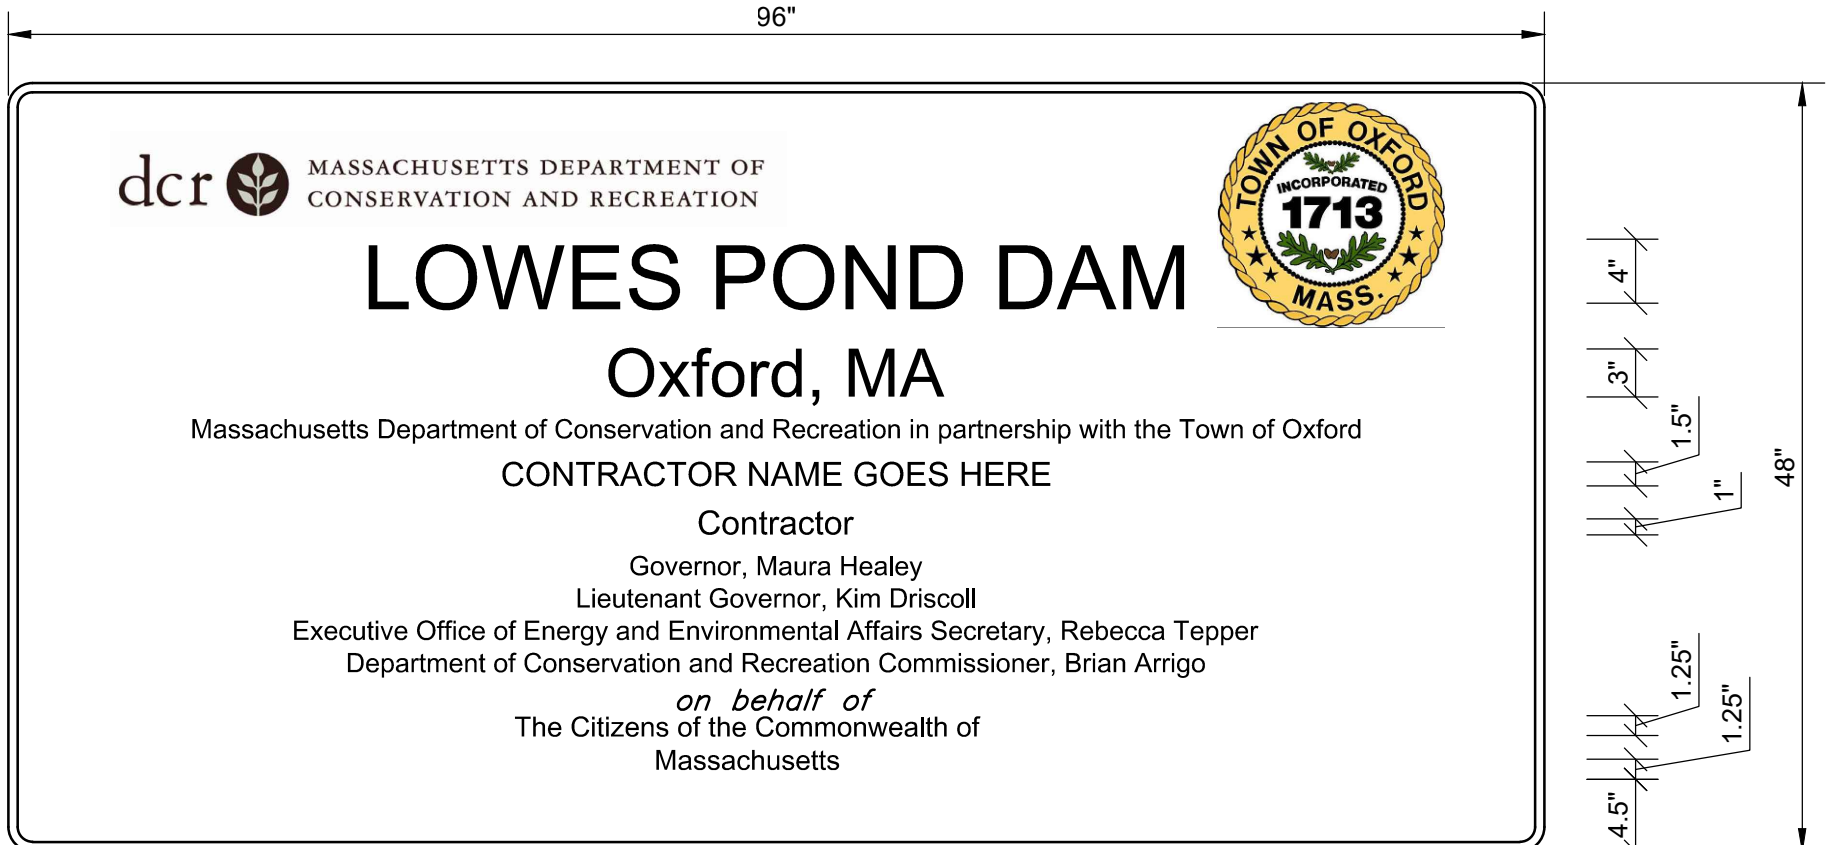 96"
dcr MASSACHUSETTS DEPARTMENT OF
CONSERVATION AND RECREATION
TOWN OF OXFORD
INCORPORATED
1713
MASS.
LOWES POND DAM
Oxford, MA
Massachusetts Department of Conservation and Recreation in partnership with the Town of Oxford
CONTRACTOR NAME GOES HERE
Contractor
Governor, Maura Healey
Lieutenant Governor, Kim Driscoll
Executive Office of Energy and Environmental Affairs Secretary, Rebecca Tepper
Department of Conservation and Recreation Commissioner, Brian Arrigo
on behalf of
The Citizens of the Commonwealth of
Massachusetts
4"
3"
1.5"
1"
48"
1.25"
1.25"
4.5"